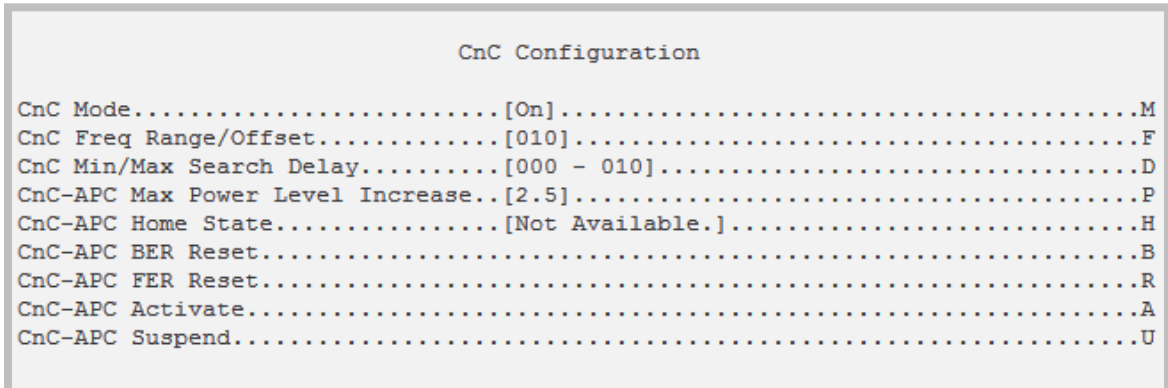 CnC Configuration
CnC Mode..........................[On].........................................M
CnC Freq Range/Offset.............[010]........................................F
CnC Min/Max Search Delay..........[000 - 010]..................................D
CnC-APC Max Power Level Increase..[2.5]........................................P
CnC-APC Home State................[Not Available.].............................H
CnC-APC BER Reset..............................................................B
CnC-APC FER Reset..............................................................R
CnC-APC Activate...............................................................A
CnC-APC Suspend................................................................U